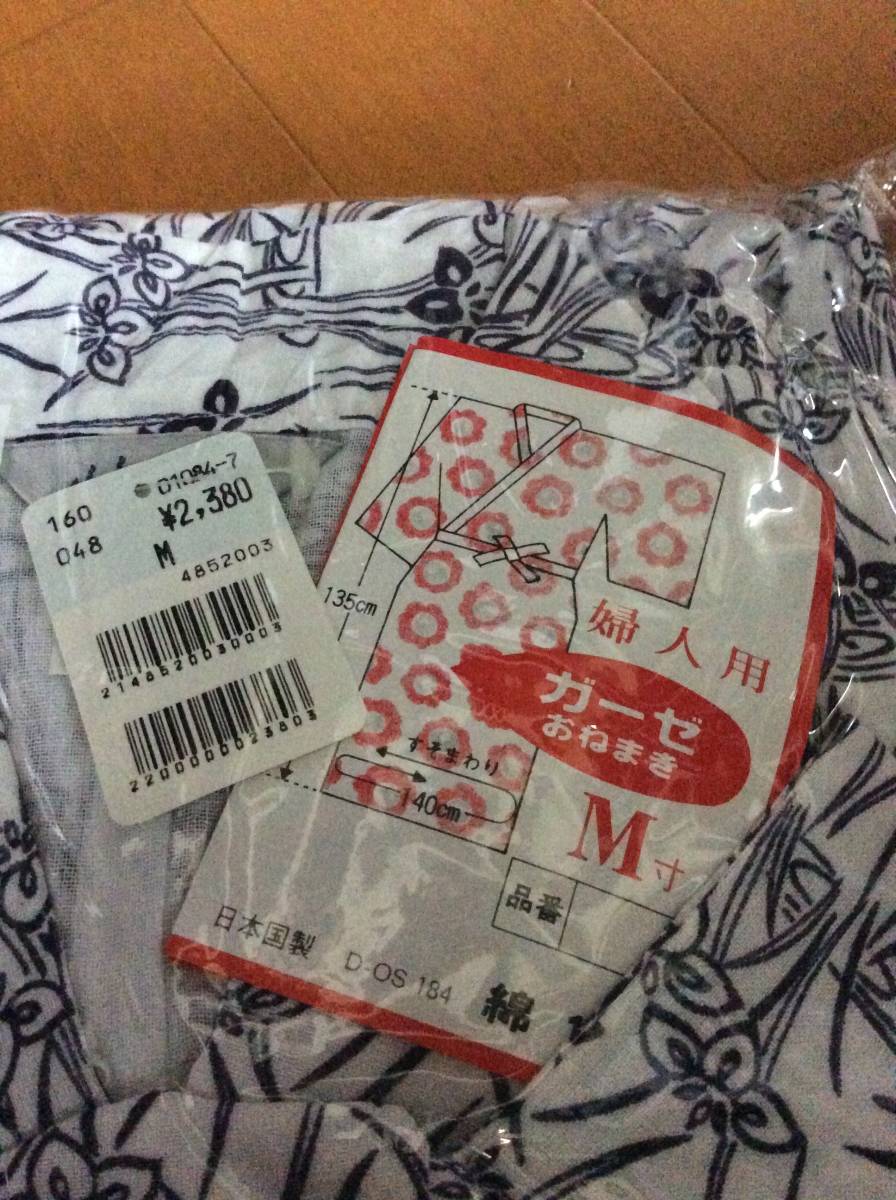 01084-7
160
¥2,380
048
M
4852003
2148520030003
2200000023803
135cm
婦人用
ガーゼ
おねまき
すそまわり
140cm
M寸
品番
日本国製
D-OS 184
綿